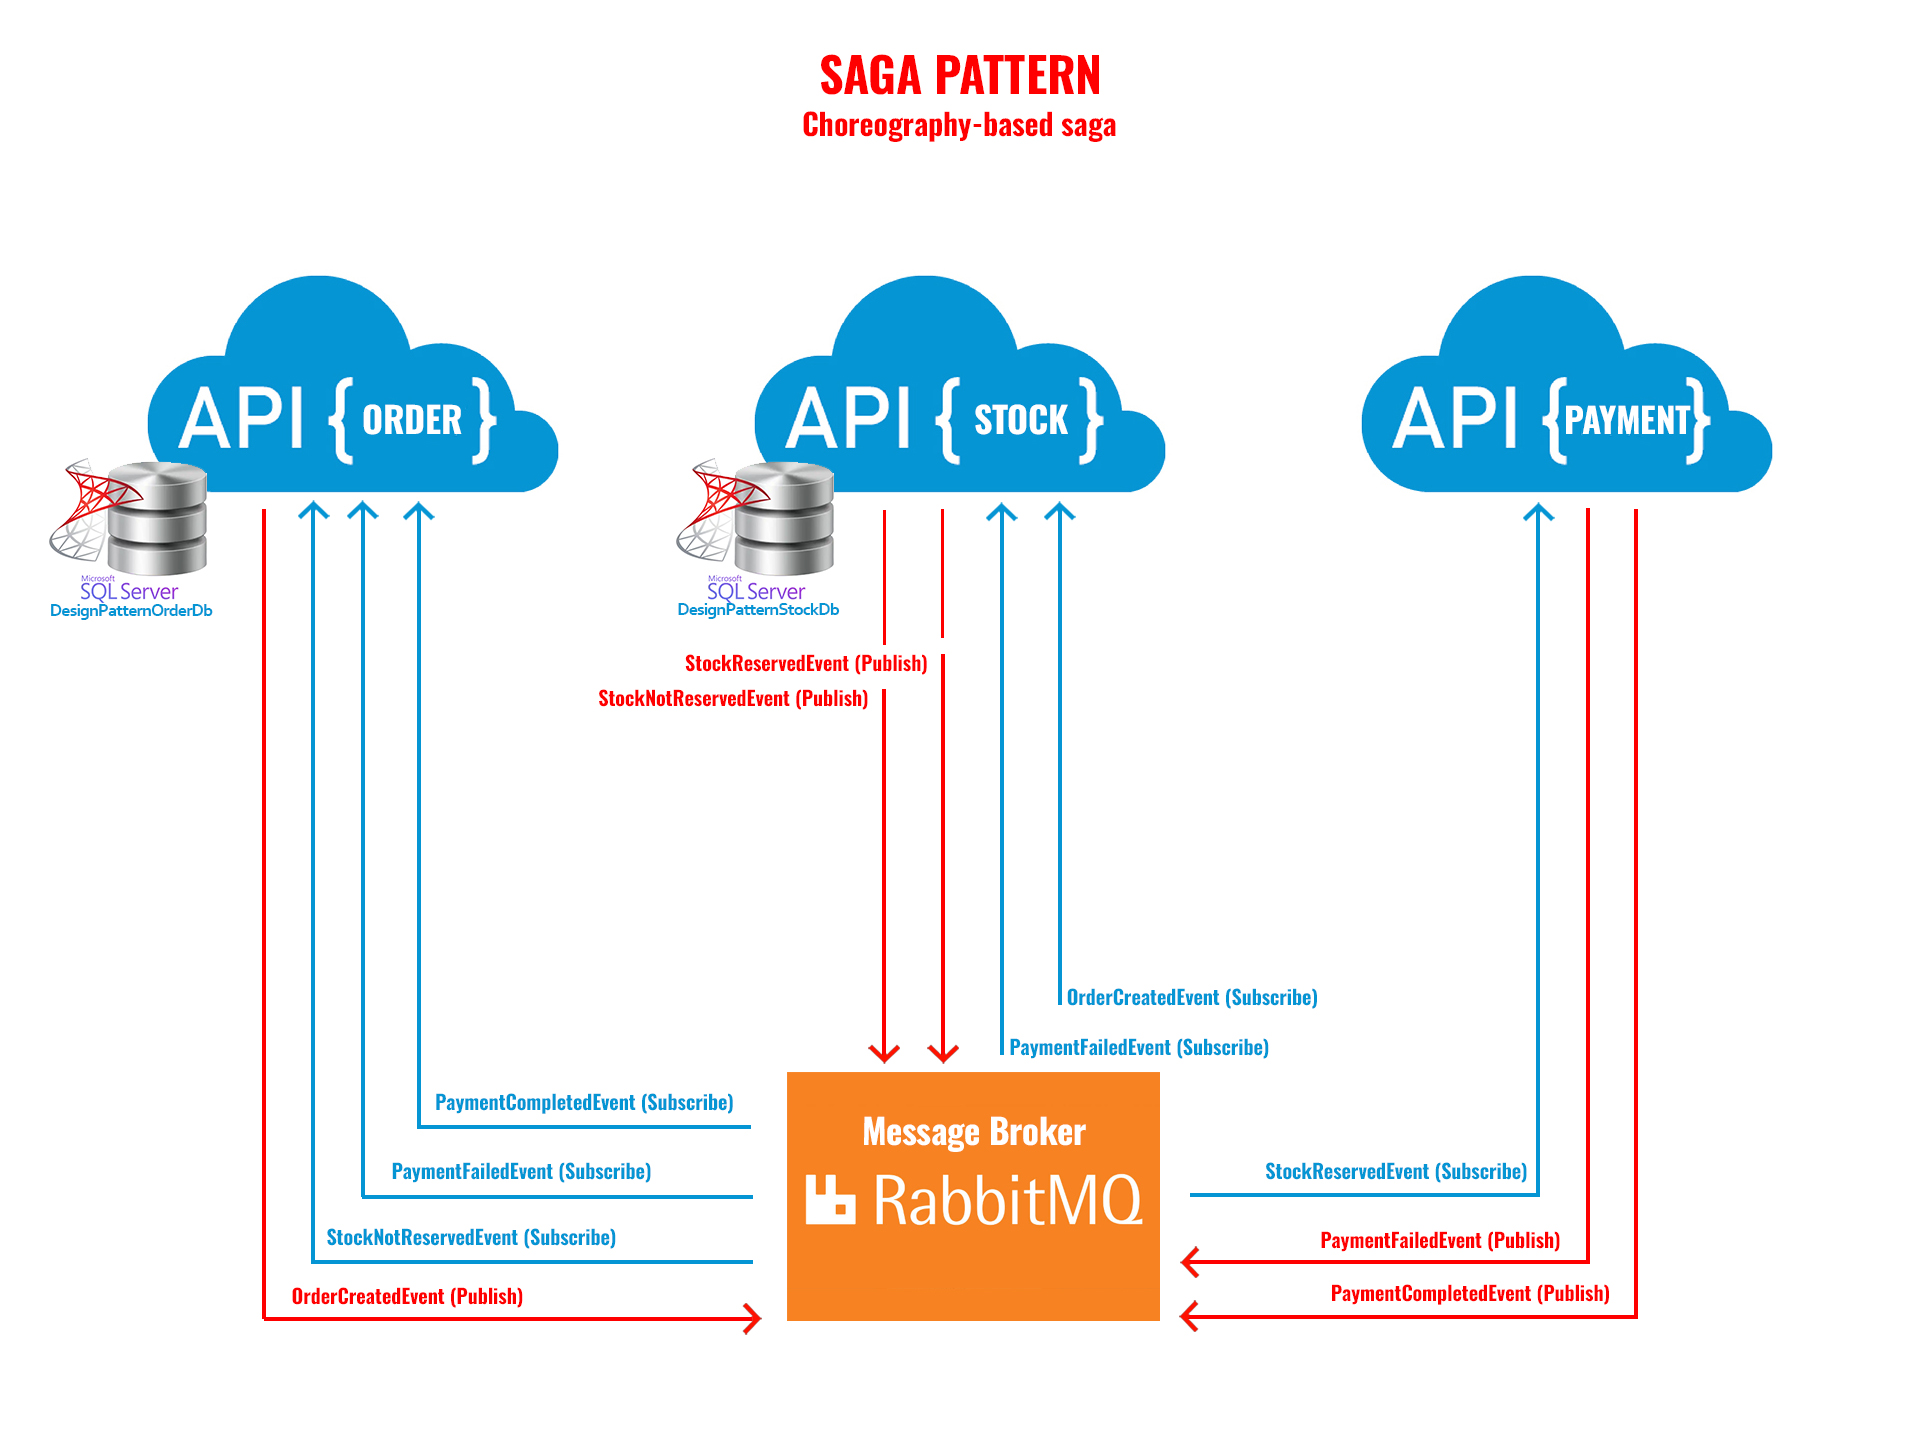 SAGA PATTERN
Choreography-based saga
API { ORDER }
API { STOCK }
API {PAYMENT}
Microsoft
SQL Server
DesignPatternOrderDb
Microsoft
SQL Server
DesignPatternStockDb
StockReservedEvent (Publish)
StockNotReservedEvent (Publish)
OrderCreatedEvent (Subscribe)
PaymentFailedEvent (Subscribe)
PaymentCompletedEvent (Subscribe)
PaymentFailedEvent (Subscribe)
StockNotReservedEvent (Subscribe)
OrderCreatedEvent (Publish)
Message Broker
RabbitMQ
StockReservedEvent (Subscribe)
PaymentFailedEvent (Publish)
PaymentCompletedEvent (Publish)